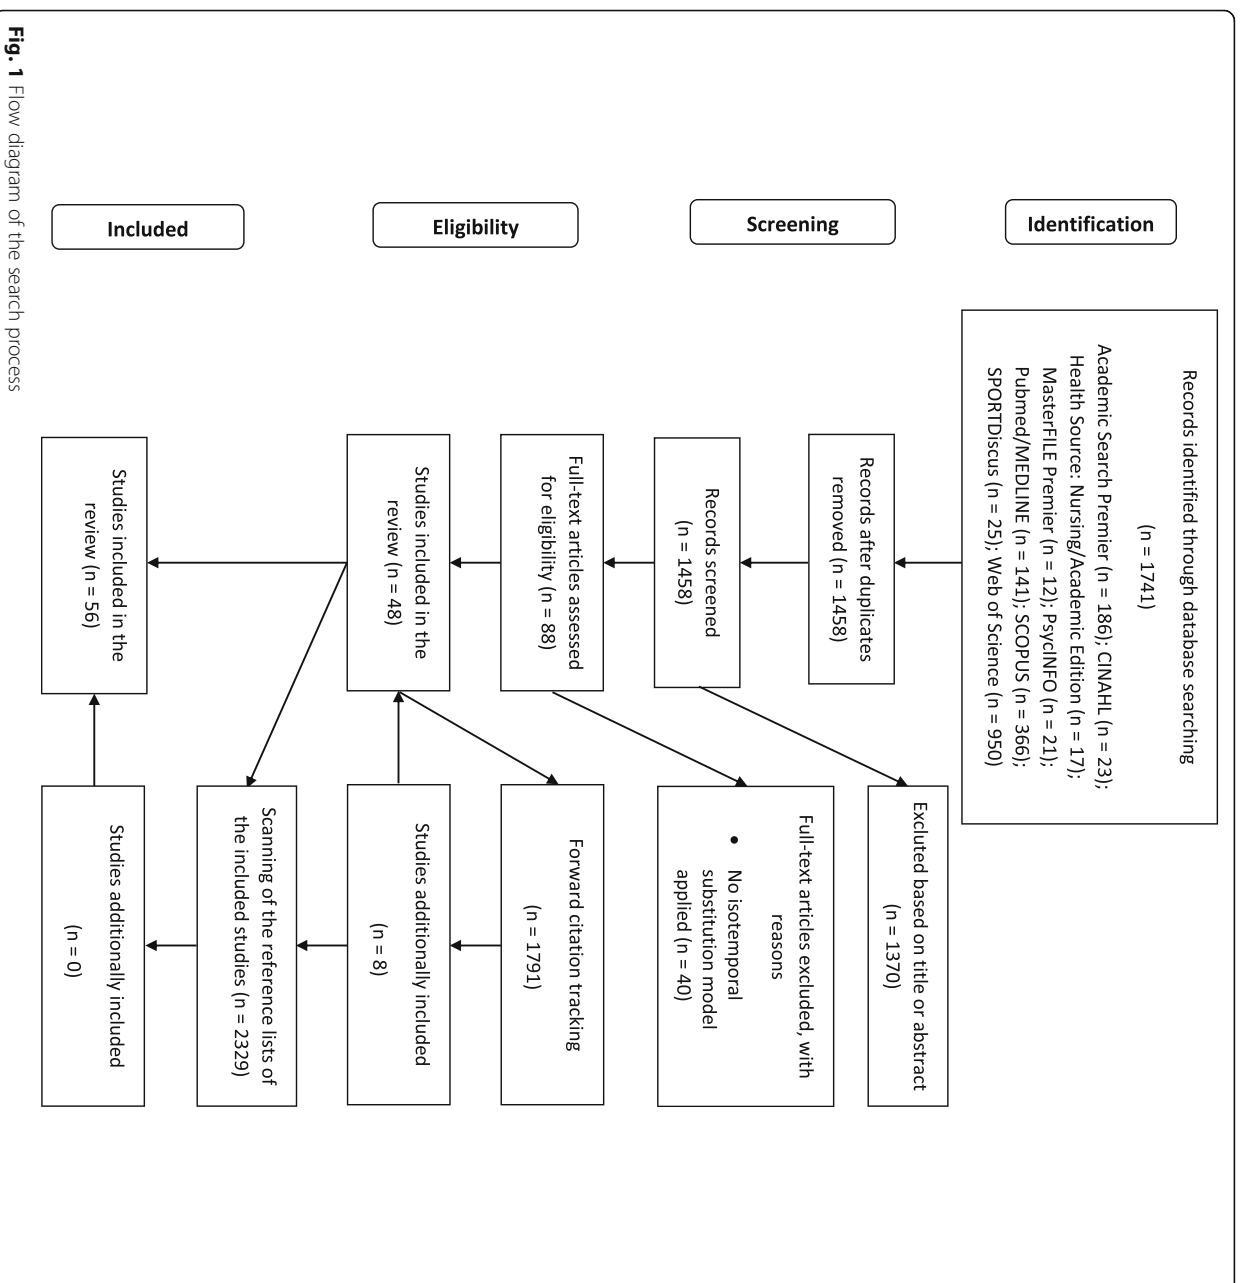 Identification
Records identified through database searching
(n = 1741)
Academic Search Premier (n = 186); CINAHL (n = 23);
Health Source: Nursing/Academic Edition (n = 17);
MasterFILE Premier (n = 12); PsycINFO (n = 21);
Pubmed/MEDLINE (n = 141); SCOPUS (n = 366);
SPORTDiscus (n = 25); Web of Science (n = 950)
Screening
Records after duplicates
removed (n = 1458)
Excluted based on title or abstract
(n = 1370)
Records screened
(n = 1458)
Full-text articles excluded, with
reasons
• No isotemporal
substitution model
applied (n = 40)
Eligibility
Full-text articles assessed
for eligibility (n = 88)
Forward citation tracking
(n = 1791)
Studies included in the
review (n = 48)
Studies additionally included
(n = 8)
Scanning of the reference lists of
the included studies (n = 2329)
Included
Studies included in the
review (n = 56)
Studies additionally included
(n = 0)
Fig. 1 Flow diagram of the search process